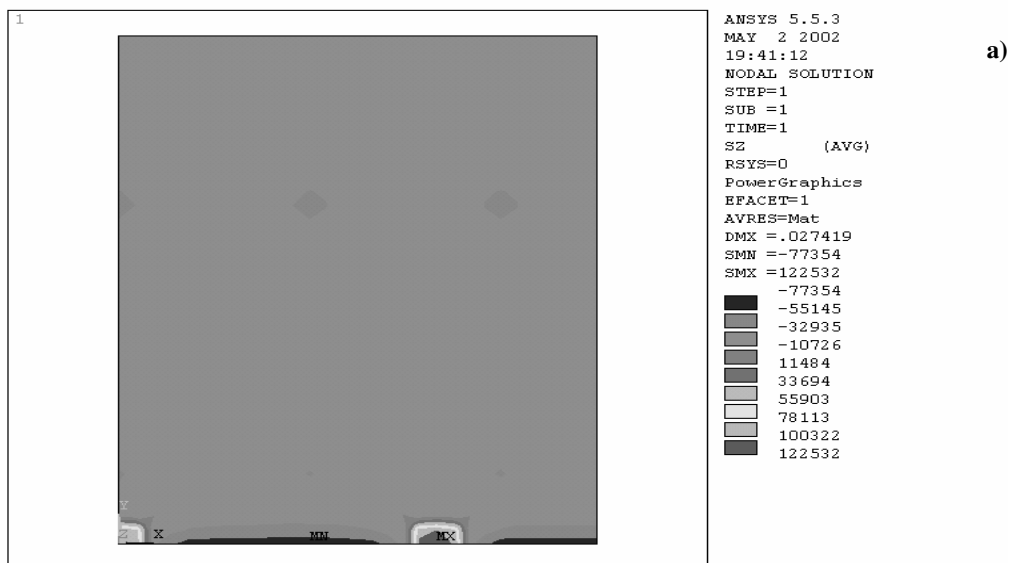 1
ANSYS 5.5.3
MAY 2 2002
19:41:12
NODAL SOLUTION
STEP=1
SUB =1
TIME=1
SZ (AVG)
RSYS=0
PowerGraphics
EFACET=1
AVRES=Mat
DMX =.027419
SMN =-77354
SMX =122532
-77354
-55145
-32935
-10726
11484
33694
55903
78113
100322
122532
a)
Y
Z X
MN
MX